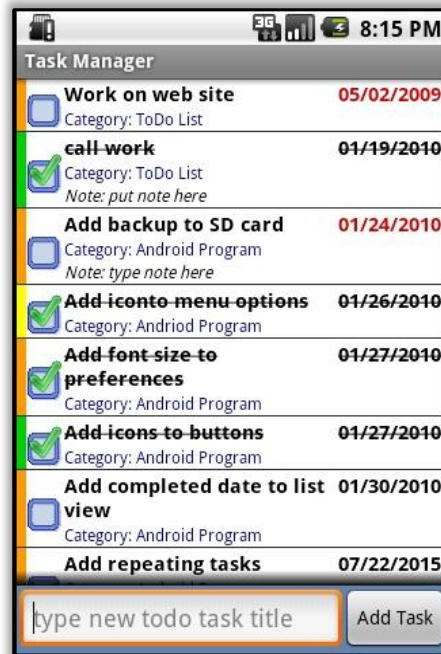 3G 8:15 PM
Task Manager
Work on web site 05/02/2009
Category: ToDo List
call work 01/19/2010
Category: ToDo List
Note: put note here
Add backup to SD card 01/24/2010
Category: Android Program
Note: type note here
Add iconto menu options 01/26/2010
Category: Andriod Program
Add font size to 01/27/2010
preferences
Category: Android Program
Add icons to buttons 01/27/2010
Category: Android Program
Add completed date to list 01/30/2010
view
Category: Android Program
Add repeating tasks 07/22/2015
type new todo task title Add Task